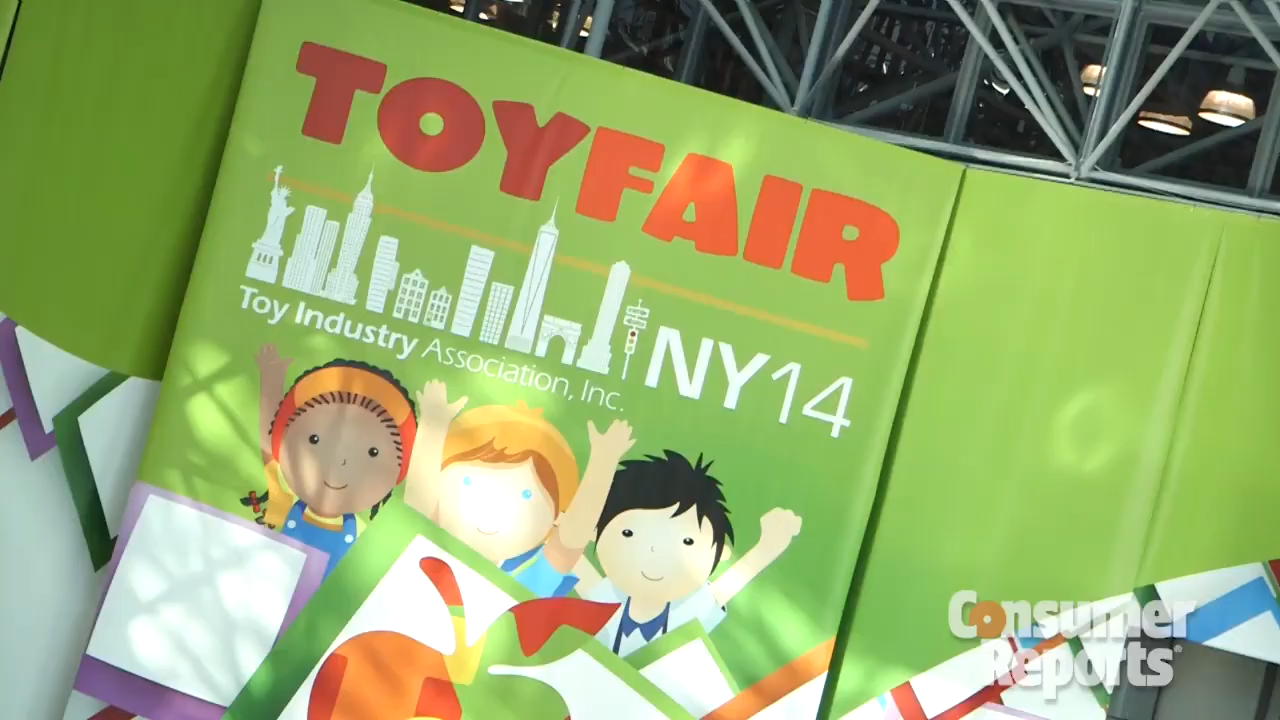 TOYFAIR
Toy Industry Association, Inc.
NY14
Consumer
Reports®